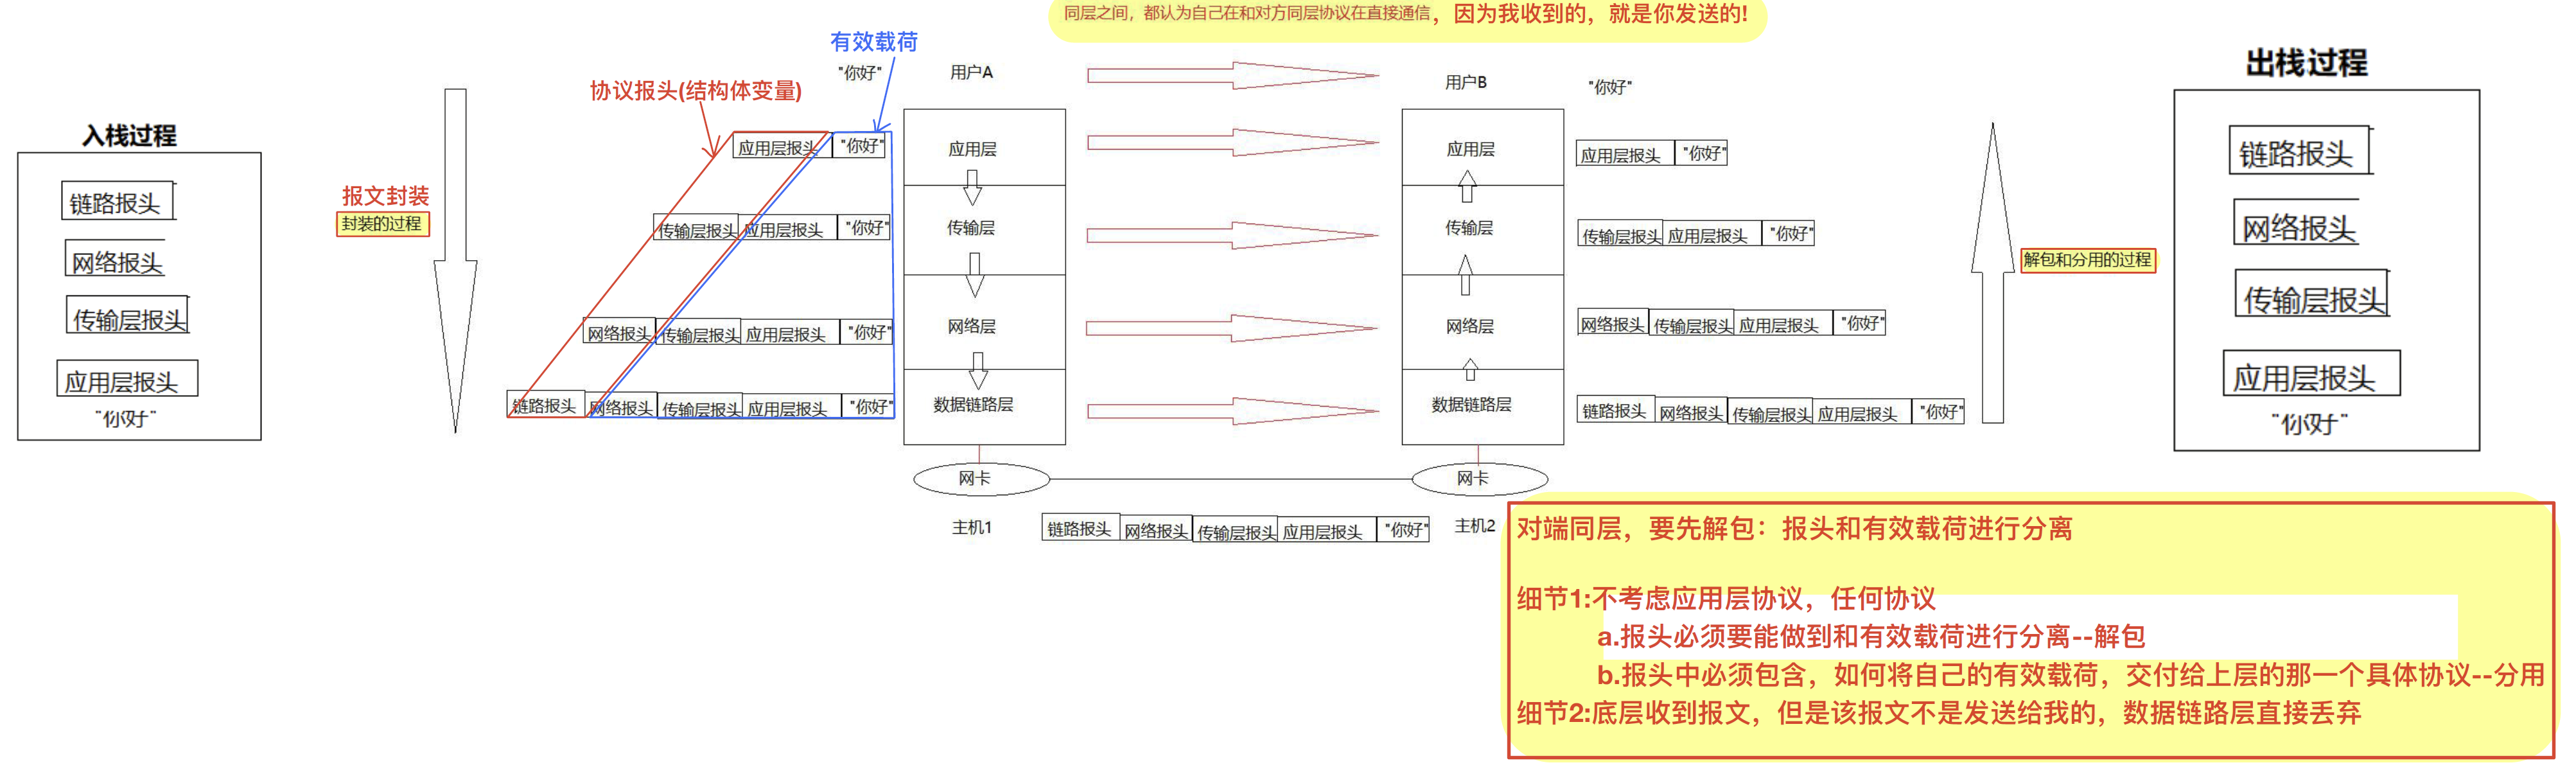 同层之间，都认为自己在和对方同层协议在直接通信，因为我收到的，就是你发送的!
入栈过程
链路报头
网络报头
传输层报头
应用层报头
"你好"
报文封装
封装的过程
协议报头(结构体变量)
有效载荷
"你好"
应用层报头 "你好"
传输层报头 应用层报头 "你好"
网络报头 传输层报头 应用层报头 "你好"
链路报头 网络报头 传输层报头 应用层报头 "你好"
用户A
应用层
传输层
网络层
数据链路层
网卡
主机1
链路报头 网络报头 传输层报头 应用层报头 "你好"
用户B
应用层
传输层
网络层
数据链路层
网卡
主机2
"你好"
应用层报头 "你好"
传输层报头 应用层报头 "你好"
网络报头 传输层报头 应用层报头 "你好"
链路报头 网络报头 传输层报头 应用层报头 "你好"
解包和分用的过程
出栈过程
链路报头
网络报头
传输层报头
应用层报头
"你好"
对端同层，要先解包：报头和有效载荷进行分离
细节1:不考虑应用层协议，任何协议
a.报头必须要能做到和有效载荷进行分离--解包
b.报头中必须包含，如何将自己的有效载荷，交付给上层的那一个具体协议--分用
细节2:底层收到报文，但是该报文不是发送给我的，数据链路层直接丢弃